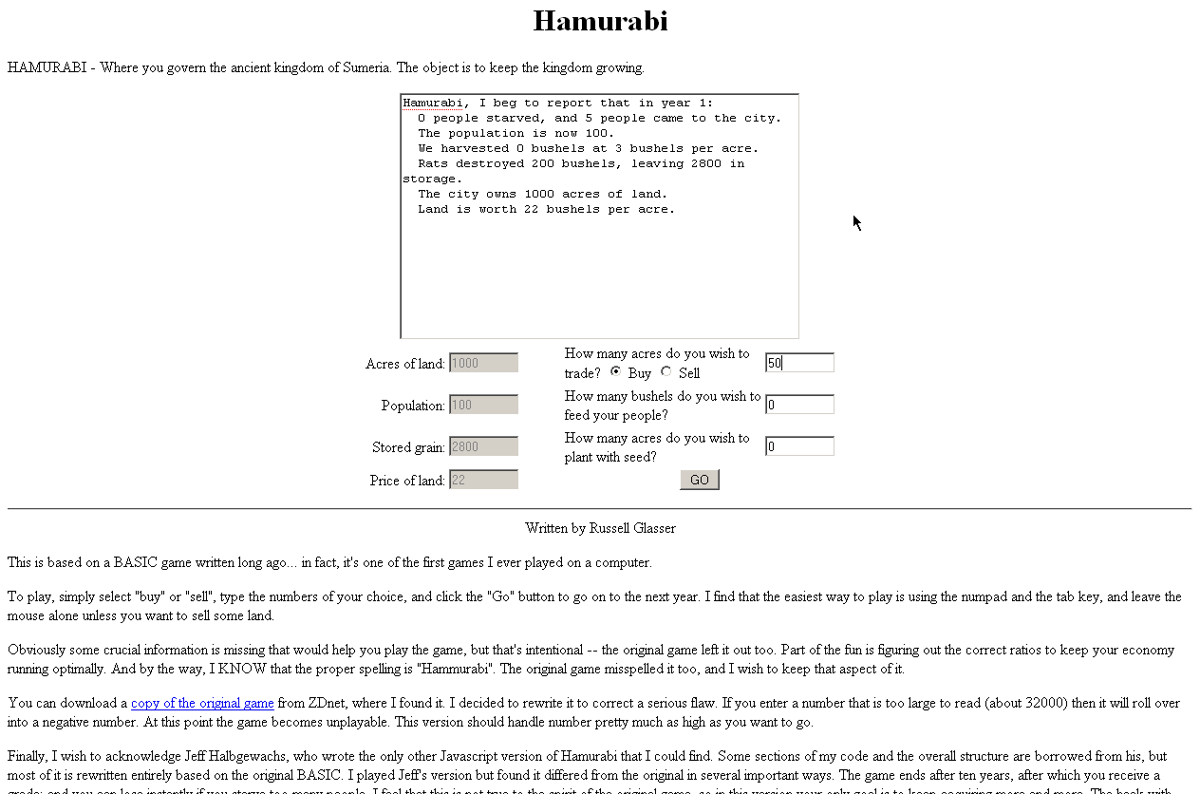 Hamurabi
HAMURABI - Where you govern the ancient kingdom of Sumeria. The object is to keep the kingdom growing.
Hamurabi, I beg to report that in year 1:
0 people starved, and 5 people came to the city.
The population is now 100.
We harvested 0 bushels at 3 bushels per acre.
Rats destroyed 200 bushels, leaving 2800 in
storage.
The city owns 1000 acres of land.
Land is worth 22 bushels per acre.
Acres of land: 1000
How many acres do you wish to
trade? Buy Sell 50
Population: 100
How many bushels do you wish to
feed your people? 0
Stored grain: 2800
How many acres do you wish to
plant with seed? 0
Price of land: 22
GO
Written by Russell Glasser
This is based on a BASIC game written long ago... in fact, it's one of the first games I ever played on a computer.
To play, simply select "buy" or "sell", type the numbers of your choice, and click the "Go" button to go on to the next year. I find that the easiest way to play is using the numpad and the tab key, and leave the
mouse alone unless you want to sell some land.
Obviously some crucial information is missing that would help you play the game, but that's intentional -- the original game left it out too. Part of the fun is figuring out the correct ratios to keep your economy
running optimally. And by the way, I KNOW that the proper spelling is "Hammurabi". The original game misspelled it too, and I wish to keep that aspect of it.
You can download a copy of the original game from ZDnet, where I found it. I decided to rewrite it to correct a serious flaw. If you enter a number that is too large to read (about 32000) then it will roll over
into a negative number. At this point the game becomes unplayable. This version should handle number pretty much as high as you want to go.
Finally, I wish to acknowledge Jeff Halbgewachs, who wrote the only other Javascript version of Hamurabi that I could find. Some sections of my code and the overall structure are borrowed from his, but
most of it is rewritten entirely based on the original BASIC. I played Jeff's version but found it differed from the original in several important ways. The game ends after ten years, after which you receive a